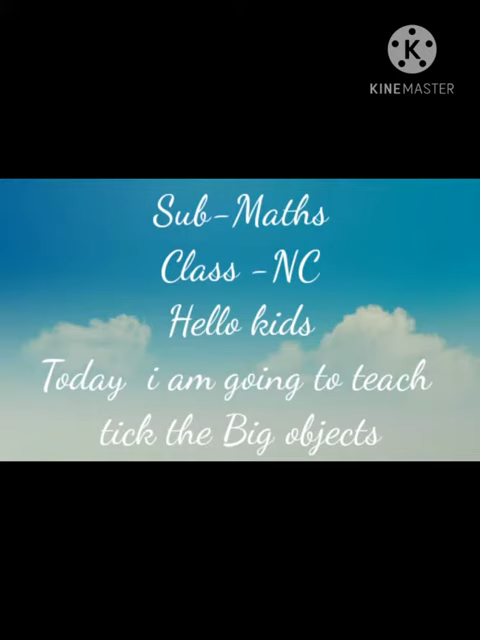 K
KINEMASTER
Sub-Maths
Class -NC
Hello kids
Today i am going to teach
tick the Big objects